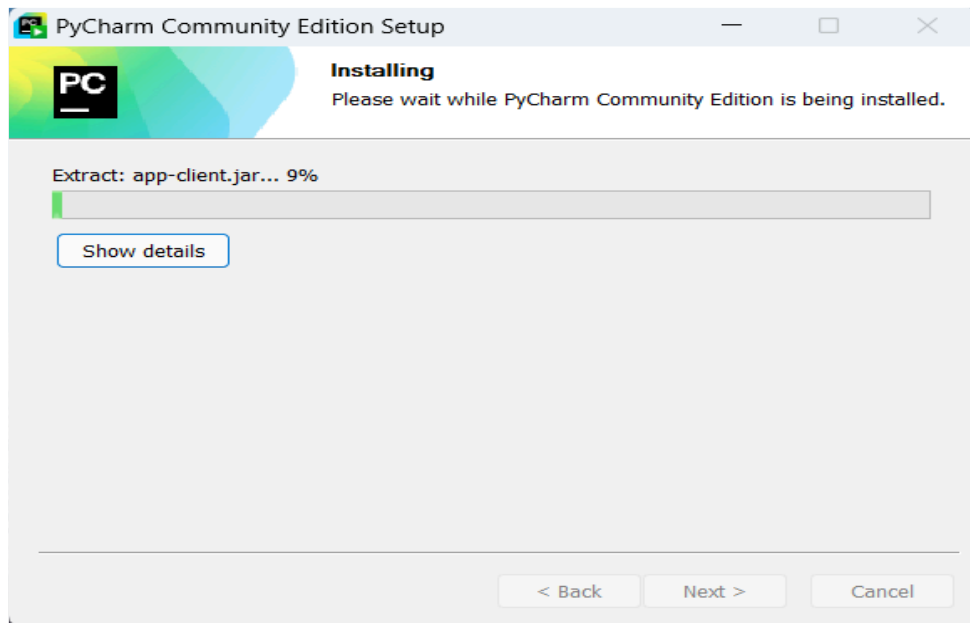 PyCharm Community Edition Setup
PC
Installing
Please wait while PyCharm Community Edition is being installed.
Extract: app-client.jar... 9%
Show details
< Back
Next >
Cancel